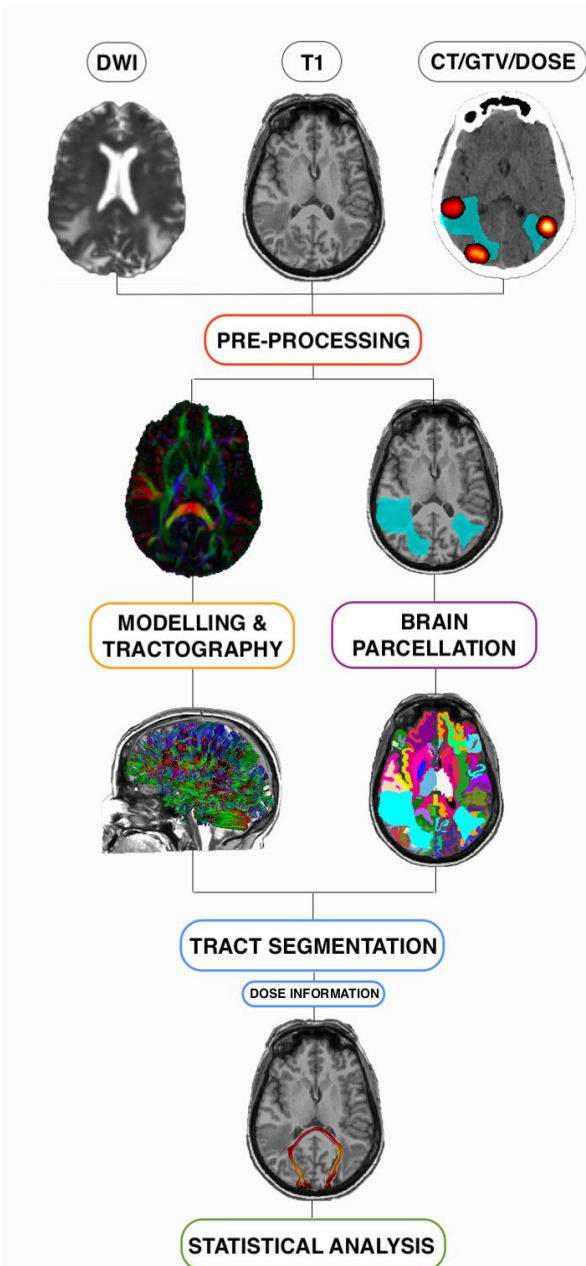 DWI
T1
CT/GTV/DOSE
PRE-PROCESSING
MODELLING &
TRACTOGRAPHY
BRAIN
PARCELLATION
TRACT SEGMENTATION
DOSE INFORMATION
STATISTICAL ANALYSIS